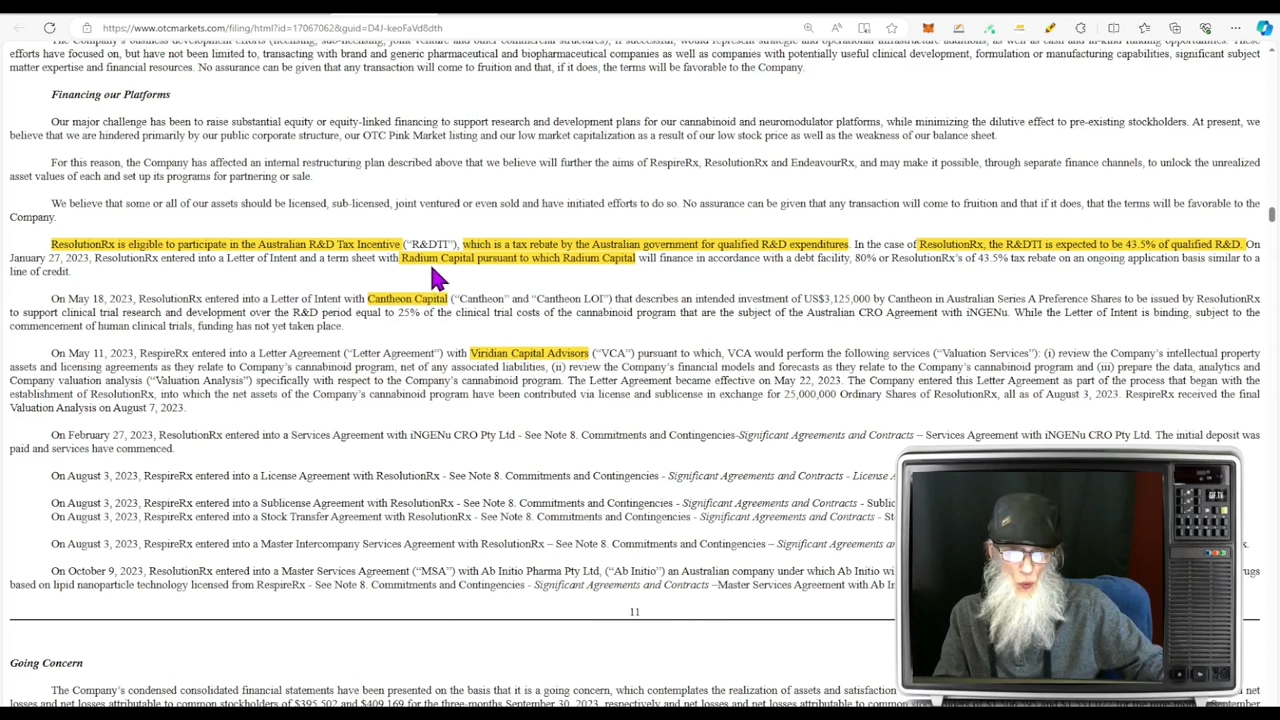 https://www.otcmarkets.com/filing/html?id=17067062&guid=D4J-keoFaVd8dth
The Company's business development efforts (licensing, sub-licensing, joint venture and other commercial structures), if successful, would represent strategic and operational infrastructure additions, as well as cash and in-kind funding opportunities. These
efforts have focused on, but have not been limited to, transacting with brand and generic pharmaceutical and biopharmaceutical companies as well as companies with potentially useful clinical development, formulation or manufacturing capabilities, significant subject
matter expertise and financial resources. No assurance can be given that any transaction will come to fruition and that, if it does, the terms will be favorable to the Company.
Financing our Platforms
Our major challenge has been to raise substantial equity or equity-linked financing to support research and development plans for our cannabinoid and neuromodulator platforms, while minimizing the dilutive effect to pre-existing stockholders. At present, we
believe that we are hindered primarily by our public corporate structure, our OTC Pink Market listing and our low market capitalization as a result of our low stock price as well as the weakness of our balance sheet.
For this reason, the Company has affected an internal restructuring plan described above that we believe will further the aims of RespireRx, ResolutionRx and EndeavourRx, and may make it possible, through separate finance channels, to unlock the unrealized
asset values of each and set up its programs for partnering or sale.
We believe that some or all of our assets should be licensed, sub-licensed, joint ventured or even sold and have initiated efforts to do so. No assurance can be given that any transaction will come to fruition and that if it does, the terms will be favorable to the
Company.
ResolutionRx is eligible to participate in the Australian R&D Tax Incentive ("R&DTI"), which is a tax rebate by the Australian government for qualified R&D expenditures. In the case of ResolutionRx, the R&DTI is expected to be 43.5% of qualified R&D. On
January 27, 2023, ResolutionRx entered into a Letter of Intent and a term sheet with Radium Capital pursuant to which Radium Capital will finance in accordance with a debt facility, 80% or ResolutionRx's of 43.5% tax rebate on an ongoing application basis similar to a
line of credit.
On May 18, 2023, ResolutionRx entered into a Letter of Intent with Cantheon Capital ("Cantheon" and "Cantheon LOI") that describes an intended investment of US$3,125,000 by Cantheon in Australian Series A Preference Shares to be issued by ResolutionRx
to support clinical trial research and development over the R&D period equal to 25% of the clinical trial costs of the cannabinoid program that are the subject of the Australian CRO Agreement with iNGENu. While the Letter of Intent is binding, subject to the
commencement of human clinical trials, funding has not yet taken place.
On May 11, 2023, RespireRx entered into a Letter Agreement ("Letter Agreement") with Viridian Capital Advisors ("VCA") pursuant to which, VCA would perform the following services ("Valuation Services"): (i) review the Company's intellectual property
assets and licensing agreements as they relate to Company's cannabinoid program, net of any associated liabilities, (ii) review the Company's financial models and forecasts as they relate to the Company's cannabinoid program and (iii) prepare the data, analytics and
Company valuation analysis ("Valuation Analysis") specifically with respect to the Company's cannabinoid program. The Letter Agreement became effective on May 22, 2023. The Company entered this Letter Agreement as part of the process that began with the
establishment of ResolutionRx, into which the net assets of the Company's cannabinoid program have been contributed via license and sublicense in exchange for 25,000,000 Ordinary Shares of ResolutionRx, all as of August 3, 2023. RespireRx received the final
Valuation Analysis on August 7, 2023.
On February 27, 2023, ResolutionRx entered into a Services Agreement with iNGENu CRO Pty Ltd - See Note 8. Commitments and Contingencies-Significant Agreements and Contracts – Services Agreement with iNGENu CRO Pty Ltd. The initial deposit was
paid and services have commenced.
On August 3, 2023, RespireRx entered into a License Agreement with ResolutionRx - See Note 8. Commitments and Contingencies - Significant Agreements and Contracts - License
On August 3, 2023, RespireRx entered into a Sublicense Agreement with ResolutionRx - See Note 8. Commitments and Contingencies - Significant Agreements and Contracts -
On August 3, 2023, RespireRx entered into a Stock Transfer Agreement with ResolutionRx - See Note 8. Commitments and Contingencies - Significant Agreements and Contracts -
On August 3, 2023, RespireRx entered into a Master Intercompany Services Agreement with ResolutionRx – See Note 8. Commitments and Contingencies – Significant Agreements and
On October 9, 2023, ResolutionRx entered into a Master Services Agreement ("MSA") with Ab Initio Pharma Pty Ltd, ("Ab Initio") an Australian company under which Ab Initio
based on lipid nanoparticle technology licensed from RespireRx - See Note 8. Commitments and Contingencies - Significant Agreements and Contracts –Master Services Agreement with Ab
11
Going Concern
The Company's condensed consolidated financial statements have been presented on the basis that it is a going concern, which contemplates the realization of assets and satisfaction